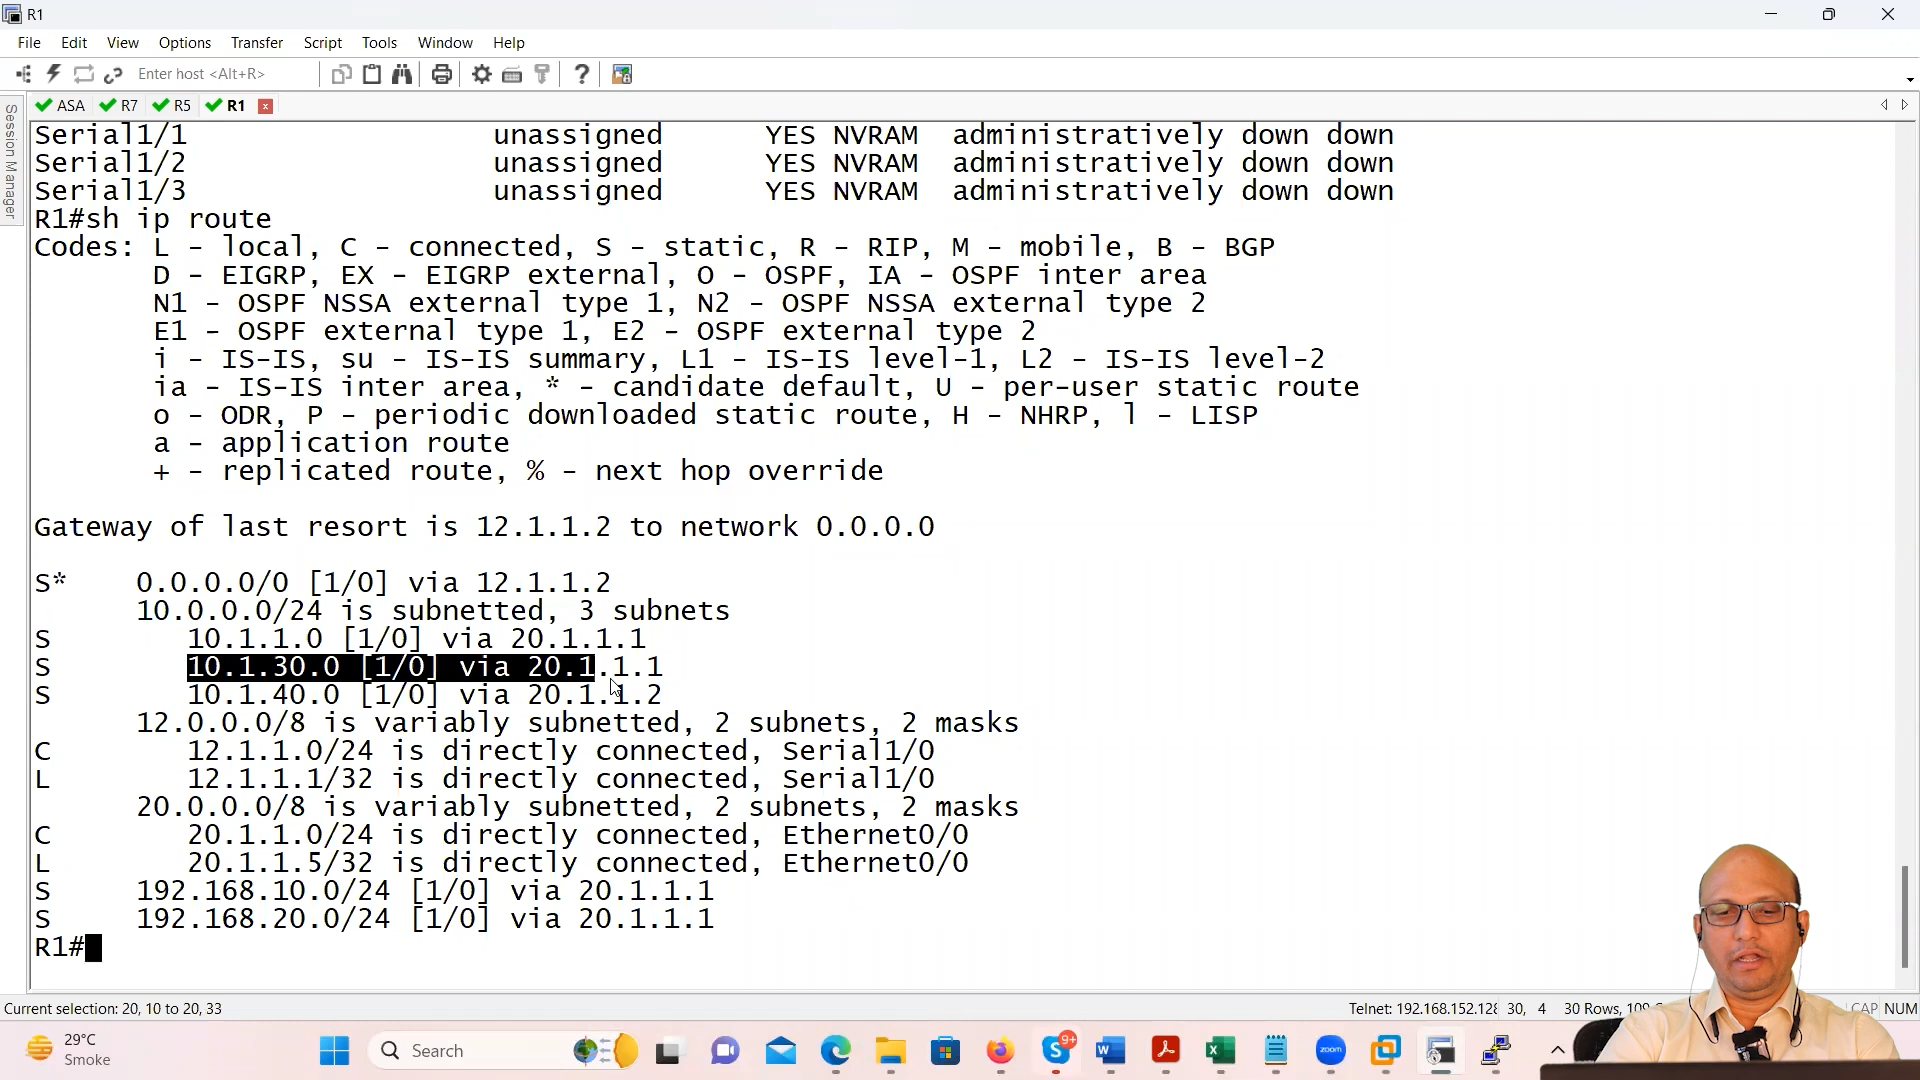 R1
File Edit View Options Transfer Script Tools Window Help
Enter host <Alt+R>
ASA R7 R5 R1
Session Manager
Serial1/1 unassigned YES NVRAM administratively down down
Serial1/2 unassigned YES NVRAM administratively down down
Serial1/3 unassigned YES NVRAM administratively down down
R1#sh ip route
Codes: L - local, C - connected, S - static, R - RIP, M - mobile, B - BGP
D - EIGRP, EX - EIGRP external, O - OSPF, IA - OSPF inter area
N1 - OSPF NSSA external type 1, N2 - OSPF NSSA external type 2
E1 - OSPF external type 1, E2 - OSPF external type 2
i - IS-IS, su - IS-IS summary, L1 - IS-IS level-1, L2 - IS-IS level-2
ia - IS-IS inter area, * - candidate default, U - per-user static route
o - ODR, P - periodic downloaded static route, H - NHRP, l - LISP
a - application route
+ - replicated route, % - next hop override
Gateway of last resort is 12.1.1.2 to network 0.0.0.0
S* 0.0.0.0/0 [1/0] via 12.1.1.2
10.0.0.0/24 is subnetted, 3 subnets
S 10.1.1.0 [1/0] via 20.1.1.1
S 10.1.30.0 [1/0] via 20.1.1.1
S 10.1.40.0 [1/0] via 20.1.1.2
12.0.0.0/8 is variably subnetted, 2 subnets, 2 masks
C 12.1.1.0/24 is directly connected, Serial1/0
L 12.1.1.1/32 is directly connected, Serial1/0
20.0.0.0/8 is variably subnetted, 2 subnets, 2 masks
C 20.1.1.0/24 is directly connected, Ethernet0/0
L 20.1.1.5/32 is directly connected, Ethernet0/0
S 192.168.10.0/24 [1/0] via 20.1.1.1
S 192.168.20.0/24 [1/0] via 20.1.1.1
R1#
Current selection: 20, 10 to 20, 33
Telnet: 192.168.152.128 30, 4 30 Rows, CAP NUM
29°C
Smoke
Search
9+
zoom